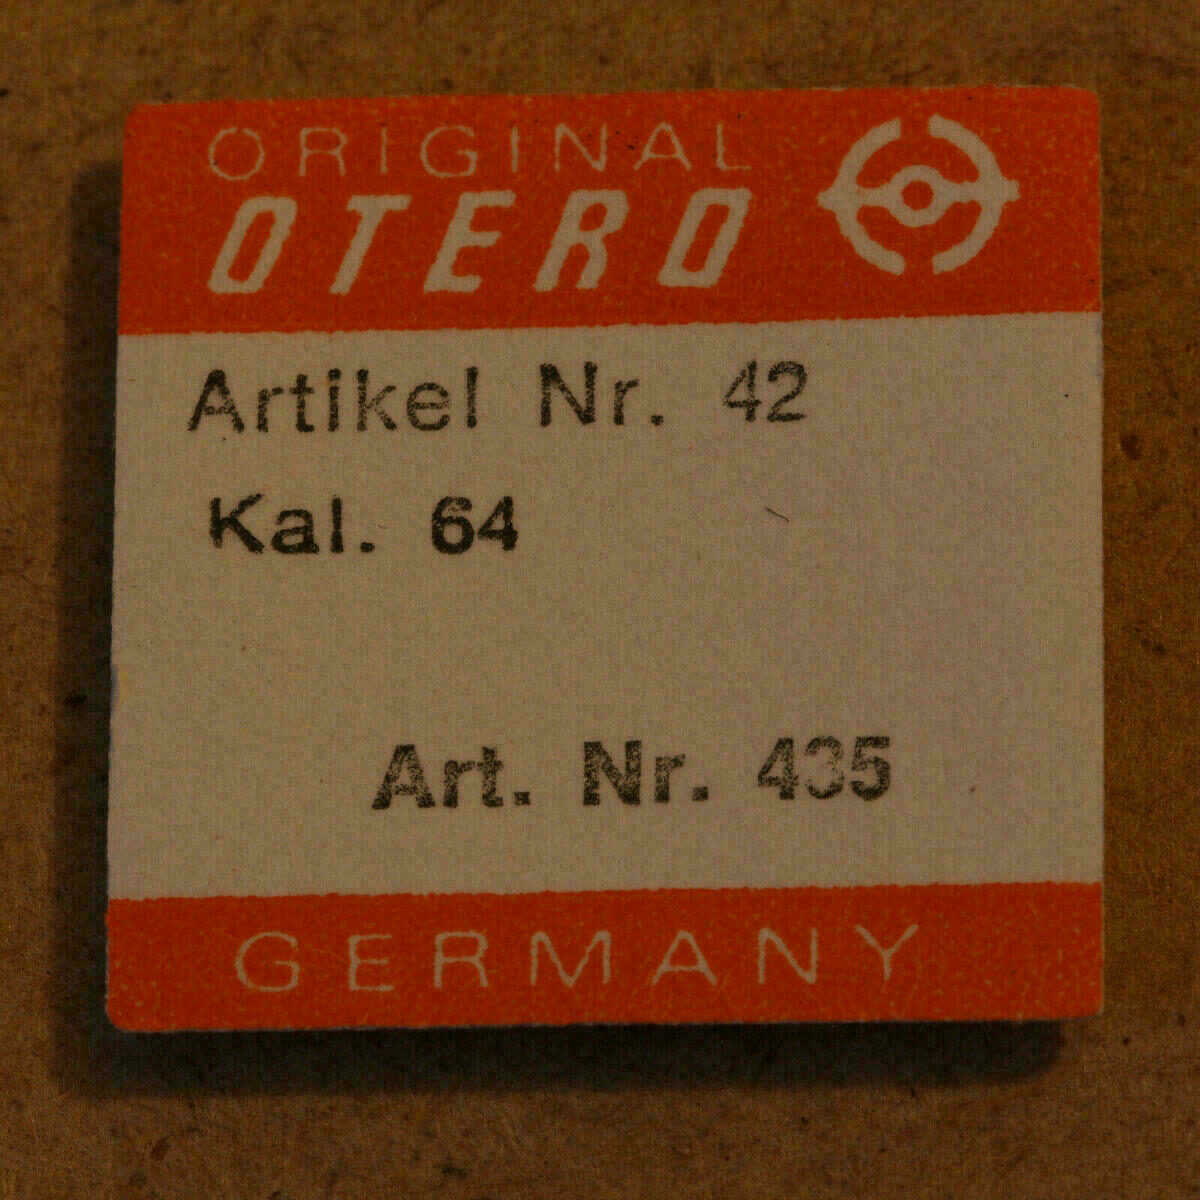 ORIGINAL
OTERO
Artikel Nr. 42
Kal. 64
Art. Nr. 435
GERMANY